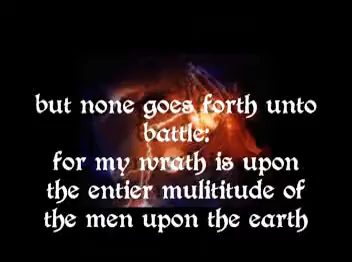 but none goes forth unto
battle:
for my wrath is upon
the entier mulititude of
the men upon the earth